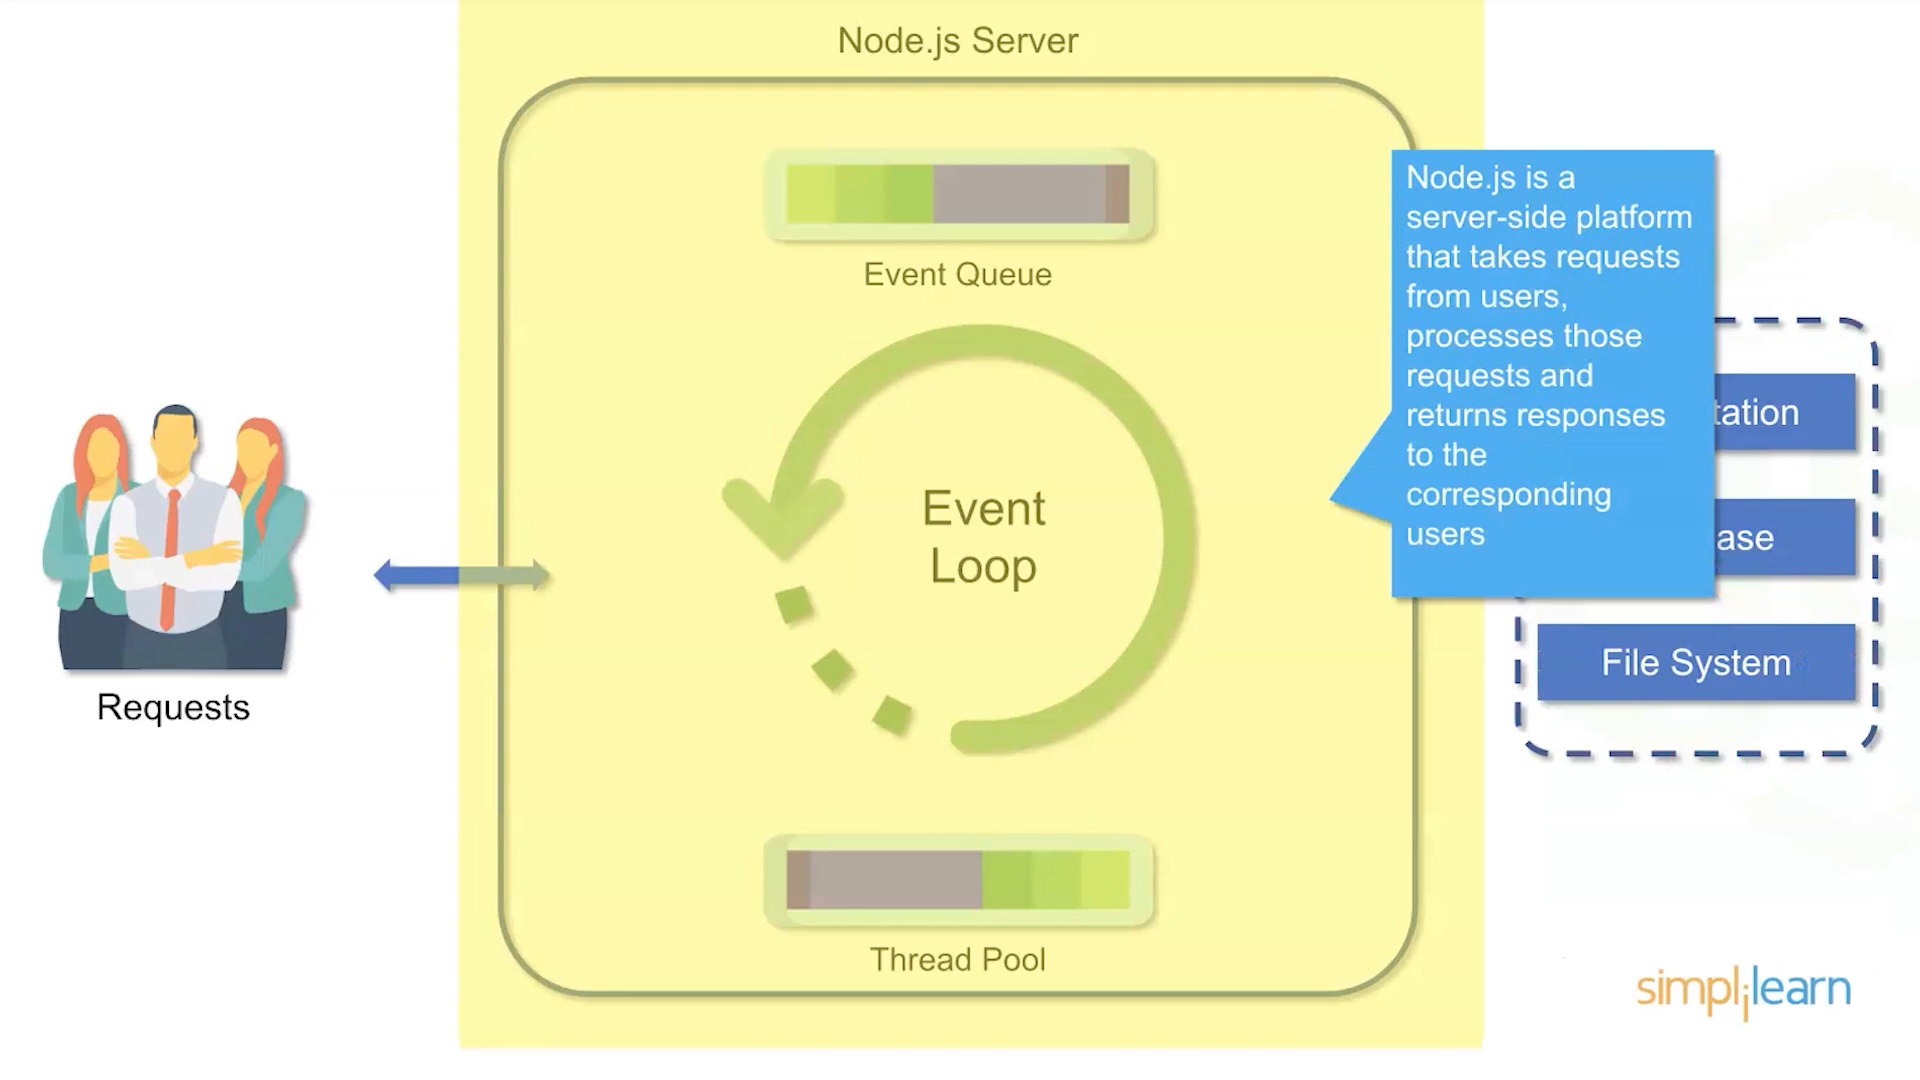 Node.js Server
Event Queue
Event
Loop
Thread Pool
Requests
Node.js is a
server-side platform
that takes requests
from users,
processes those
requests and
returns responses
to the
corresponding
users
tation
ase
File System
simplilearn